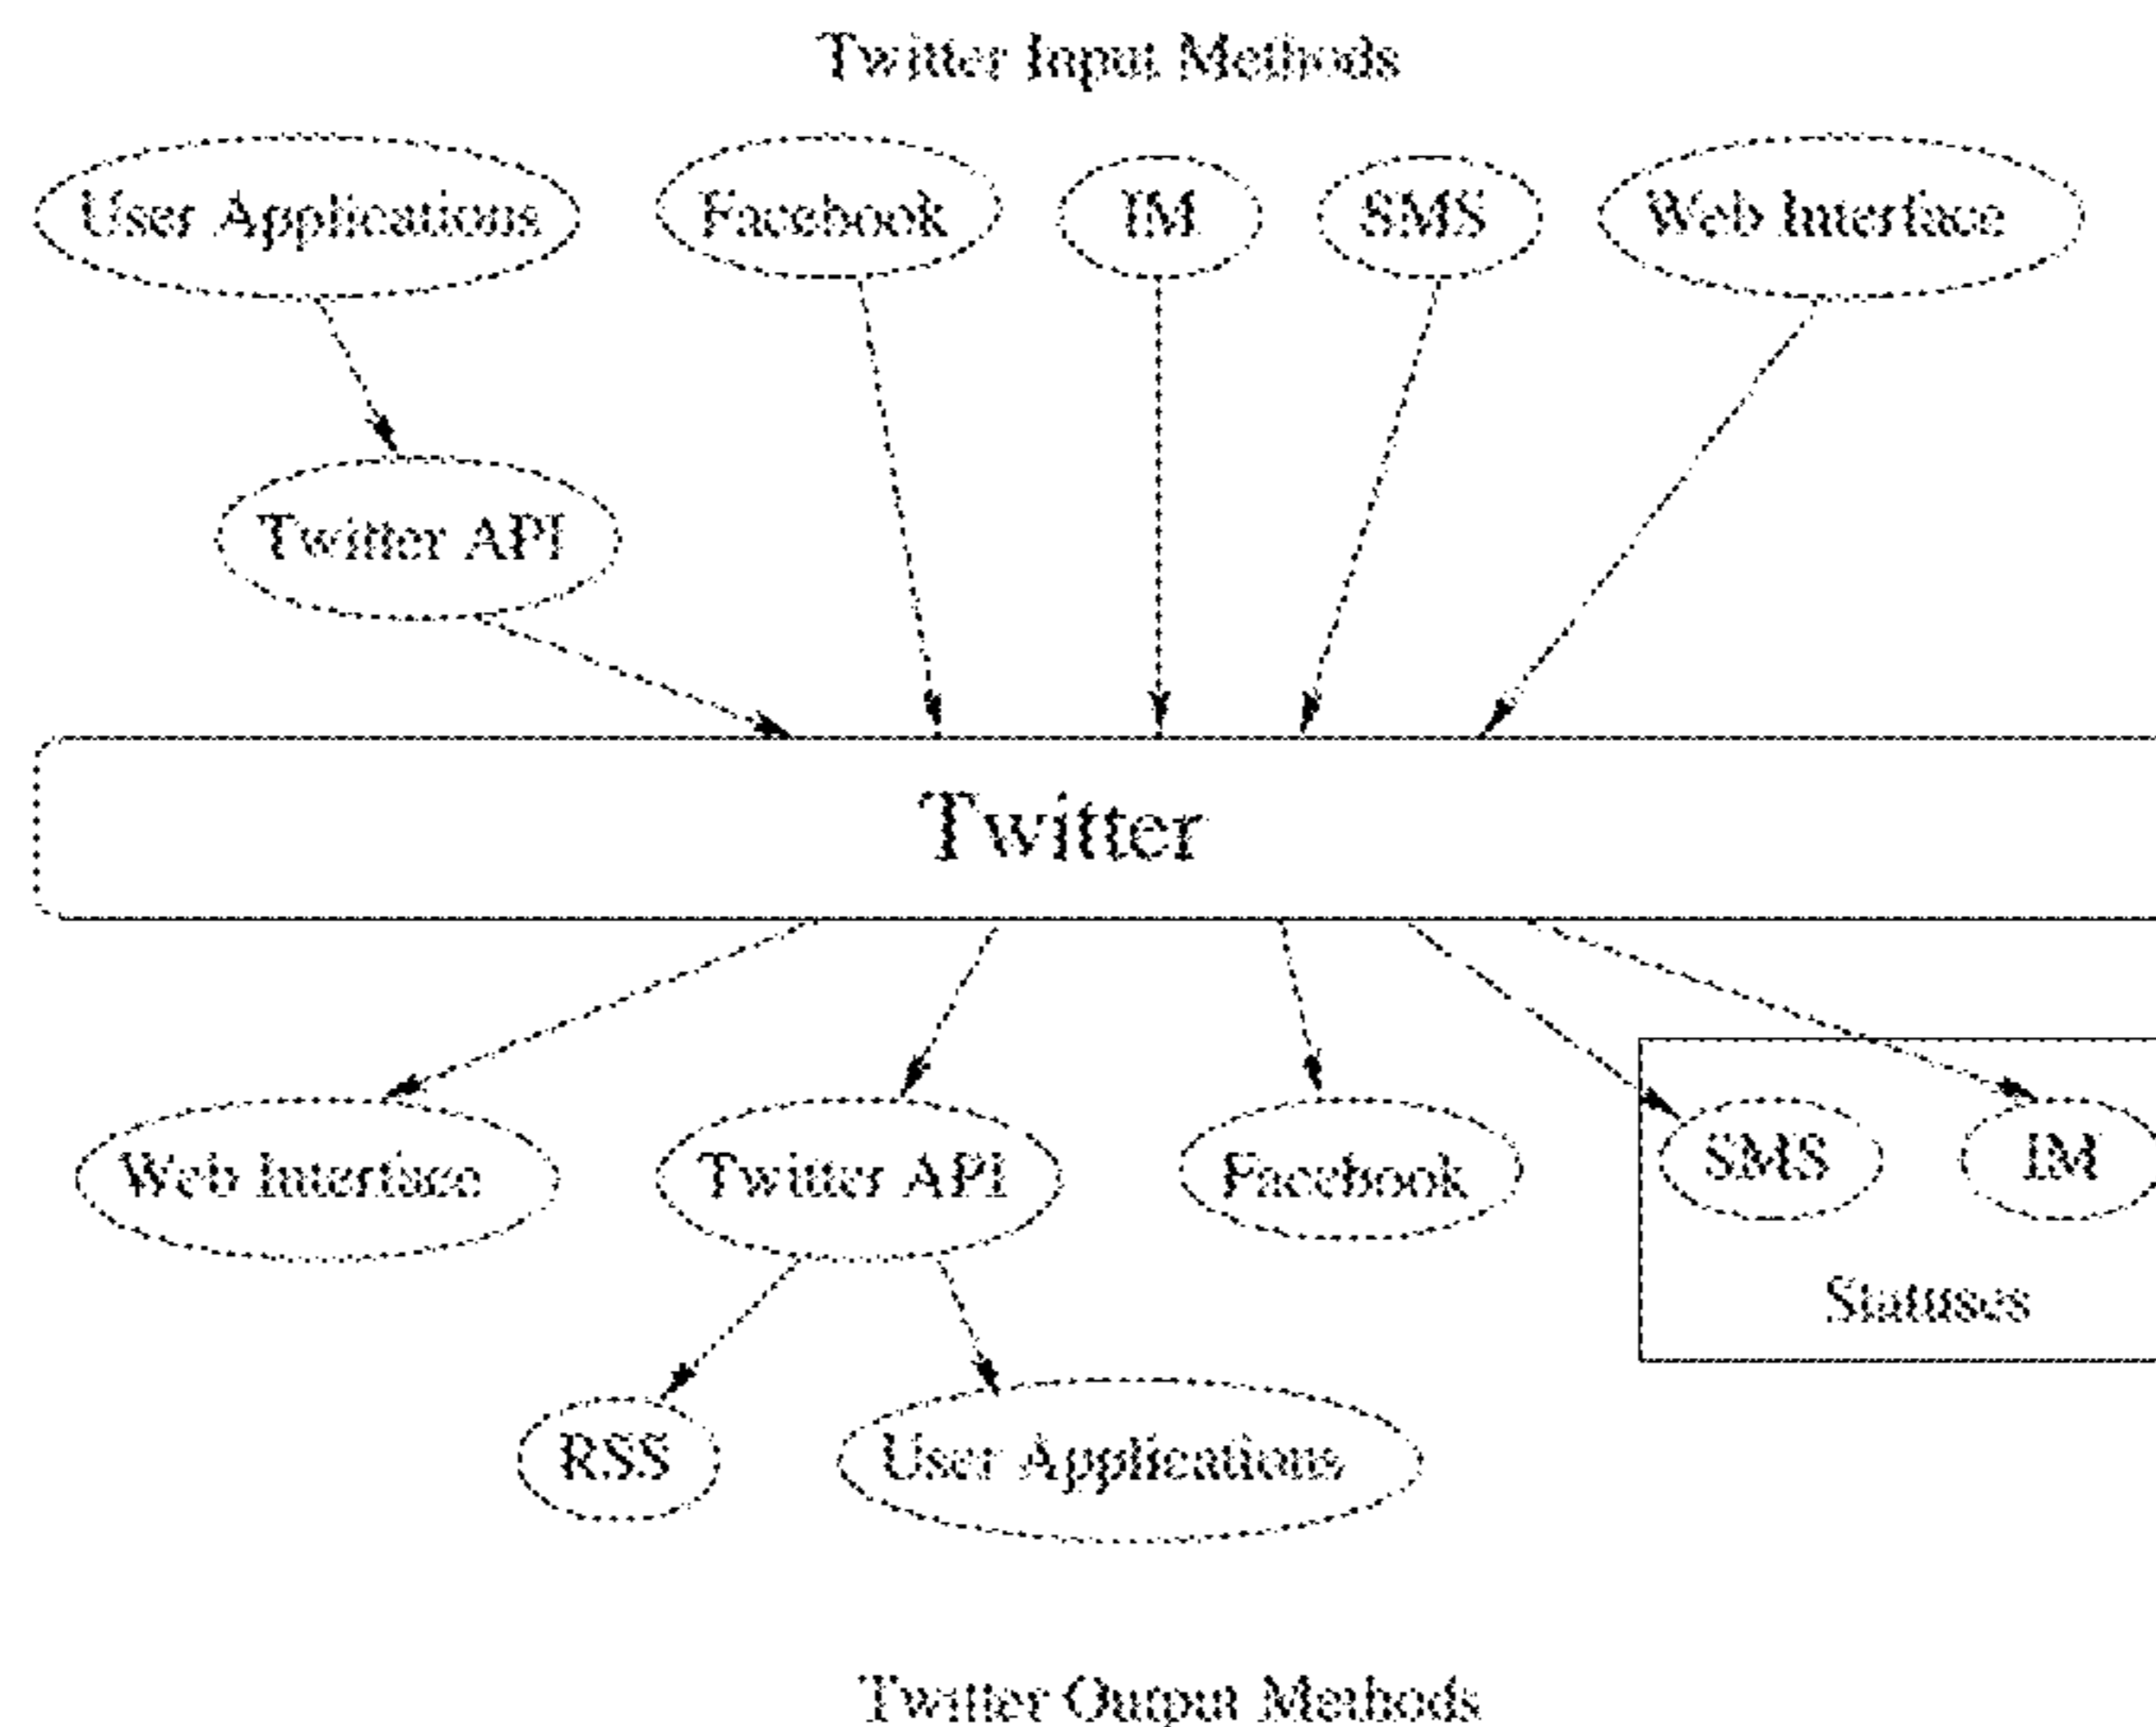 Twitter Input Methods
User Applications Facebook IM SMS Web Interface
Twitter API
Twitter
Web Interface Twitter API Facebook SMS IM
Statuses
RSS User Applications
Twitter Output Methods